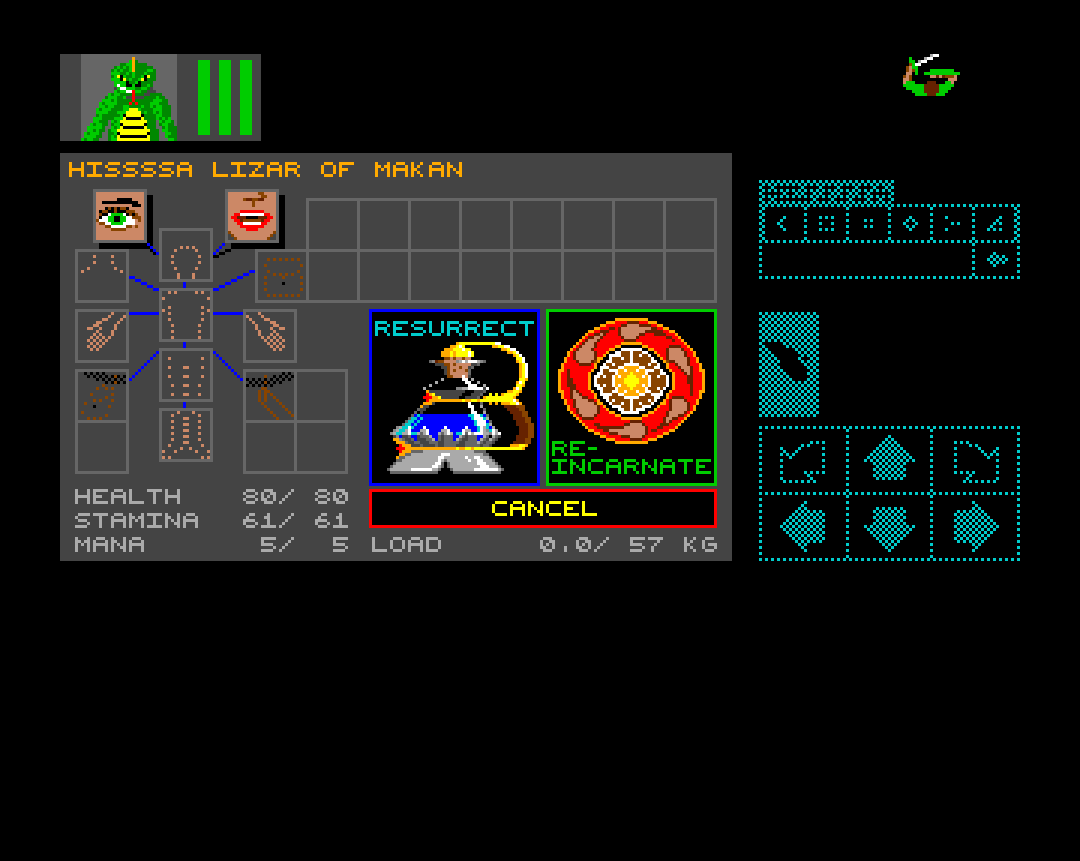 HISSSSA LIZAR OF MAKAN
RESURRECT
RE-
INCARNATE
HEALTH 80/ 80
STAMINA 61/ 61
MANA 5/ 5
CANCEL
LOAD 0.0/ 57 KG